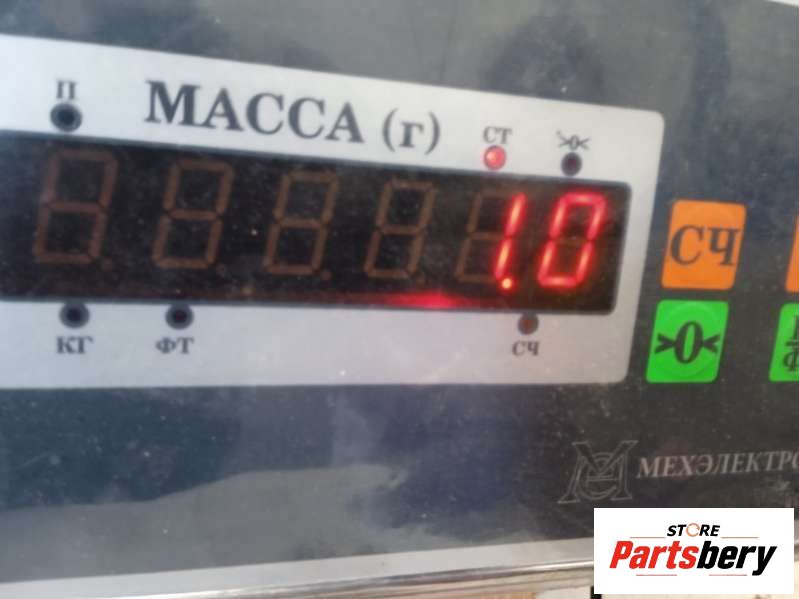 П
МАССА (г)
СТ
>0<
1.0
КГ
ФТ
СЧ
СЧ
>0<
МЕХЭЛЕКТРО
STORE
Partsbery